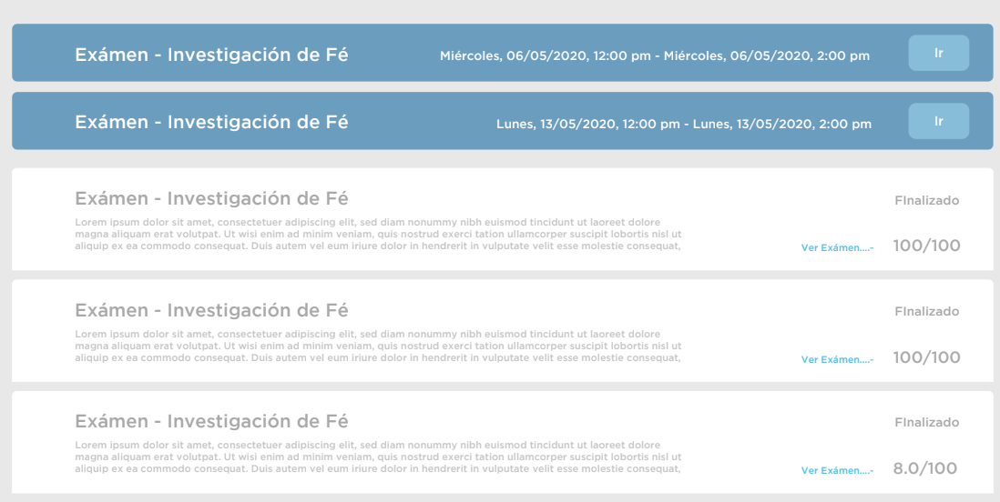 Exámen - Investigación de Fé
Miércoles, 06/05/2020, 12:00 pm - Miércoles, 06/05/2020, 2:00 pm
Ir
Exámen - Investigación de Fé
Lunes, 13/05/2020, 12:00 pm - Lunes, 13/05/2020, 2:00 pm
Ir
Exámen - Investigación de Fé
FInalizado
Lorem ipsum dolor sit amet, consectetuer adipiscing elit, sed diam nonummy nibh euismod tincidunt ut laoreet dolore
magna aliquam erat volutpat. Ut wisi enim ad minim veniam, quis nostrud exerci tation ullamcorper suscipit lobortis nisl ut
aliquip ex ea commodo consequat. Duis autem vel eum iriure dolor in hendrerit in vulputate velit esse molestie consequat,
Ver Exámen....-
100/100
Exámen - Investigación de Fé
FInalizado
Lorem ipsum dolor sit amet, consectetuer adipiscing elit, sed diam nonummy nibh euismod tincidunt ut laoreet dolore
magna aliquam erat volutpat. Ut wisi enim ad minim veniam, quis nostrud exerci tation ullamcorper suscipit lobortis nisl ut
aliquip ex ea commodo consequat. Duis autem vel eum iriure dolor in hendrerit in vulputate velit esse molestie consequat,
Ver Exámen....-
100/100
Exámen - Investigación de Fé
FInalizado
Lorem ipsum dolor sit amet, consectetuer adipiscing elit, sed diam nonummy nibh euismod tincidunt ut laoreet dolore
magna aliquam erat volutpat. Ut wisi enim ad minim veniam, quis nostrud exerci tation ullamcorper suscipit lobortis nisl ut
aliquip ex ea commodo consequat. Duis autem vel eum iriure dolor in hendrerit in vulputate velit esse molestie consequat,
Ver Exámen....-
8.0/100